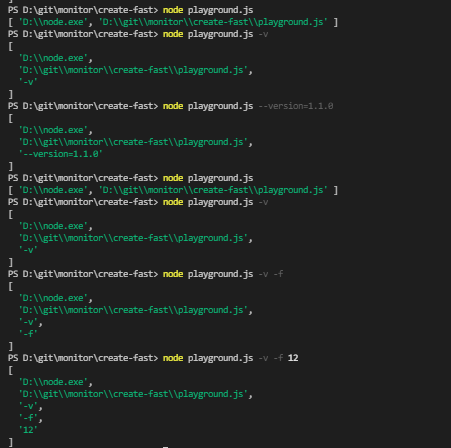 PS D:\git\monitor\create-fast> node playground.js
[ 'D:\\node.exe', 'D:\\git\\monitor\\create-fast\\playground.js' ]
PS D:\git\monitor\create-fast> node playground.js -v
[
  'D:\\node.exe',
  'D:\\git\\monitor\\create-fast\\playground.js',
  '-v'
]
PS D:\git\monitor\create-fast> node playground.js --version=1.1.0
[
  'D:\\node.exe',
  'D:\\git\\monitor\\create-fast\\playground.js',
  '--version=1.1.0'
]
PS D:\git\monitor\create-fast> node playground.js
[ 'D:\\node.exe', 'D:\\git\\monitor\\create-fast\\playground.js' ]
PS D:\git\monitor\create-fast> node playground.js -v
[
  'D:\\node.exe',
  'D:\\git\\monitor\\create-fast\\playground.js',
  '-v'
]
PS D:\git\monitor\create-fast> node playground.js -v -f
[
  'D:\\node.exe',
  'D:\\git\\monitor\\create-fast\\playground.js',
  '-v',
  '-f'
]
PS D:\git\monitor\create-fast> node playground.js -v -f 12
[
  'D:\\node.exe',
  'D:\\git\\monitor\\create-fast\\playground.js',
  '-v',
  '-f',
  '12'
]